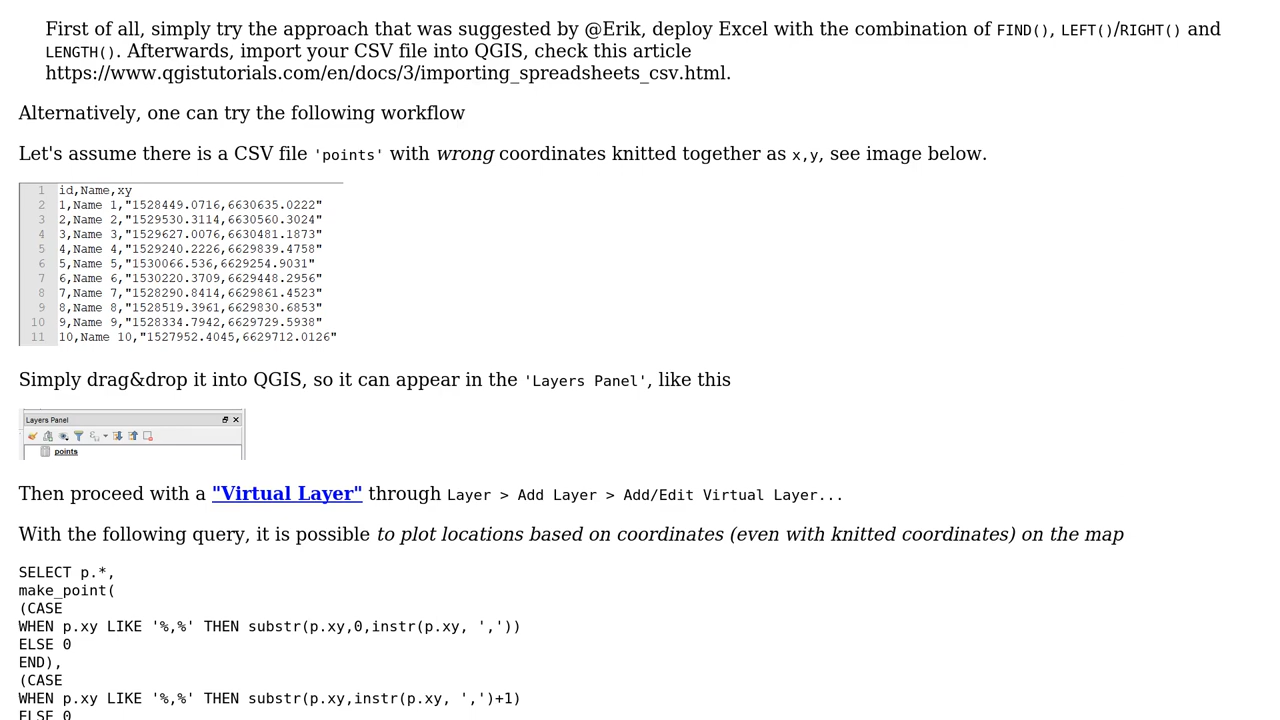 First of all, simply try the approach that was suggested by @Erik, deploy Excel with the combination of FIND(), LEFT()/RIGHT() and
LENGTH(). Afterwards, import your CSV file into QGIS, check this article
https://www.qgistutorials.com/en/docs/3/importing_spreadsheets_csv.html.
Alternatively, one can try the following workflow
Let's assume there is a CSV file 'points' with wrong coordinates knitted together as x,y, see image below.
1 id,Name,xy
2 1,Name 1,"1528449.0716,6630635.0222"
3 2,Name 2,"1529530.3114,6630560.3024"
4 3,Name 3,"1529627.0076,6630481.1873"
5 4,Name 4,"1529240.2226,6629839.4758"
6 5,Name 5,"1530066.536,6629254.9031"
7 6,Name 6,"1530220.3709,6629448.2956"
8 7,Name 7,"1528290.8414,6629861.4523"
9 8,Name 8,"1528519.3961,6629830.6853"
10 9,Name 9,"1528334.7942,6629729.5938"
11 10,Name 10,"1527952.4045,6629712.0126"
Simply drag&drop it into QGIS, so it can appear in the 'Layers Panel', like this
Layers Panel
points
Then proceed with a "Virtual Layer" through Layer > Add Layer > Add/Edit Virtual Layer...
With the following query, it is possible to plot locations based on coordinates (even with knitted coordinates) on the map
SELECT p.*,
make_point(
(CASE
WHEN p.xy LIKE '%,%' THEN substr(p.xy,0,instr(p.xy, ','))
ELSE 0
END),
(CASE
WHEN p.xy LIKE '%,%' THEN substr(p.xy,instr(p.xy, ',')+1)
ELSE 0